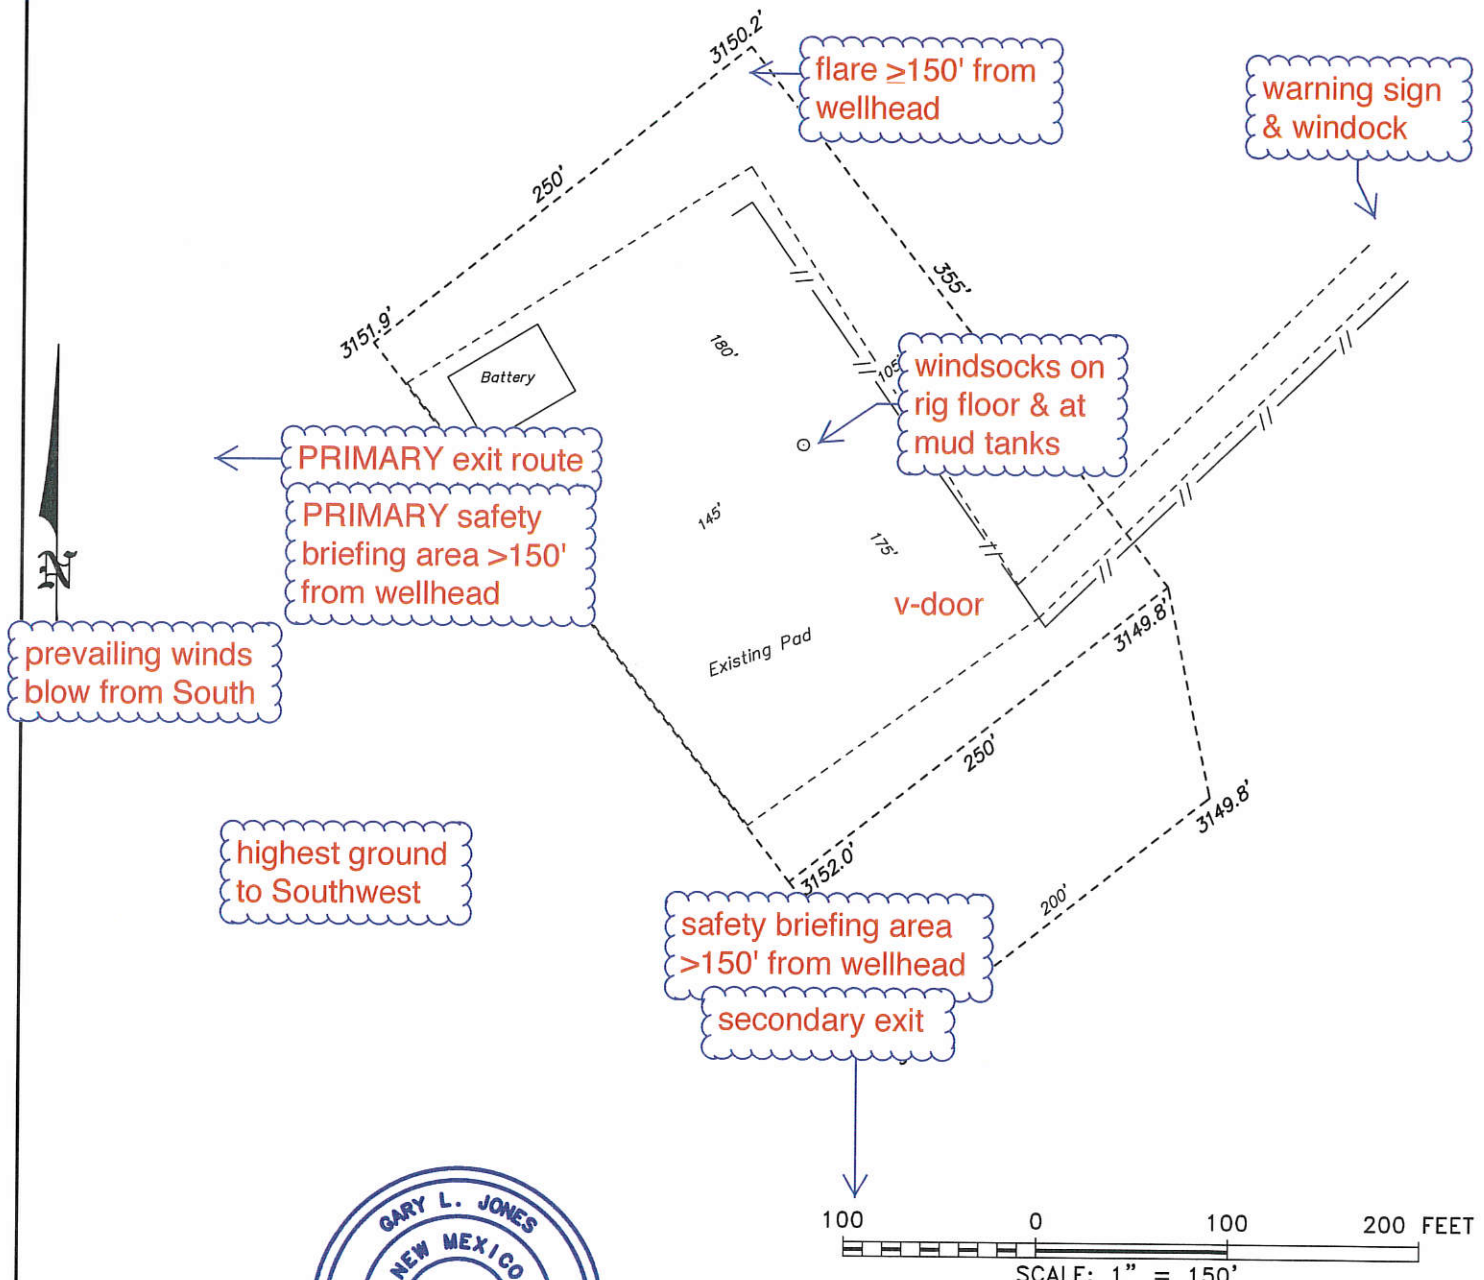 3150.2'
flare ≥150' from
wellhead
warning sign
& windock
250'
355'
3151.9'
Battery
180'
105'
windsocks on
rig floor & at
mud tanks
PRIMARY exit route
PRIMARY safety
briefing area >150'
from wellhead
145'
175'
v-door
N
Existing Pad
3149.8'
prevailing winds
blow from South
250'
3149.8'
highest ground
to Southwest
3152.0'
200'
safety briefing area
>150' from wellhead
secondary exit
GARY L. JONES
NEW MEXICO
100 0 100 200 FEET
SCALE: 1" = 150'